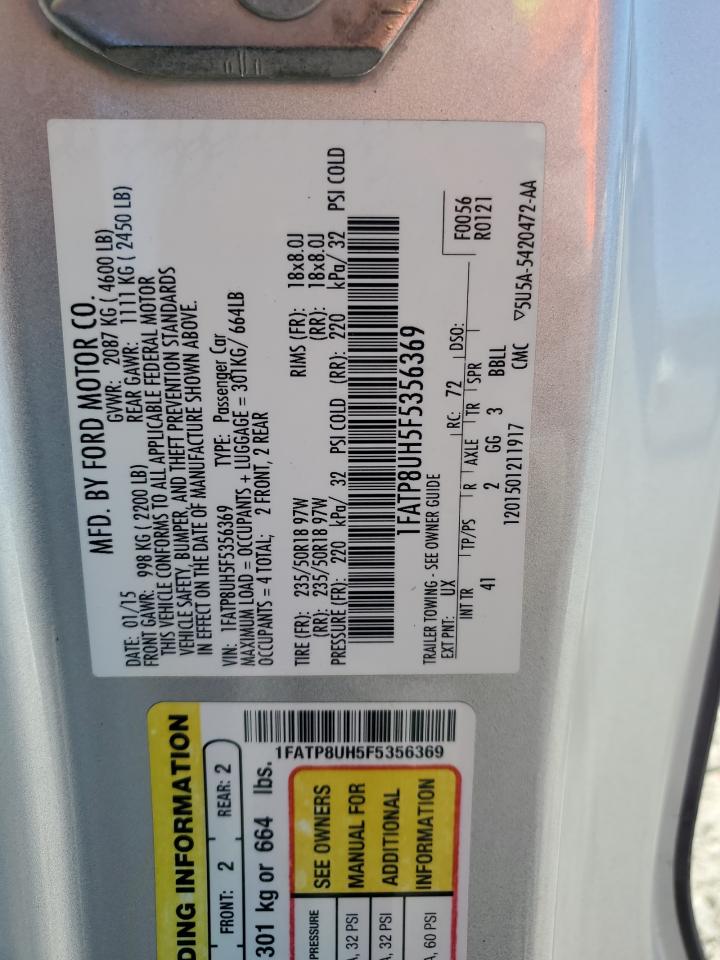 MFD. BY FORD MOTOR CO.
DATE: 01/15 GVWR: 2087 KG ( 4600 LB)
FRONT GAWR: 998 KG ( 2200 LB) REAR GAWR: 1111 KG ( 2450 LB)
THIS VEHICLE CONFORMS TO ALL APPLICABLE FEDERAL MOTOR
VEHICLE SAFETY, BUMPER, AND THEFT PREVENTION STANDARDS
IN EFFECT ON THE DATE OF MANUFACTURE SHOWN ABOVE.
VIN: 1FATP8UH5F5356369 TYPE: Passenger Car
MAXIMUM LOAD = OCCUPANTS + LUGGAGE = 301KG/ 664LB
OCCUPANTS = 4 TOTAL; 2 FRONT, 2 REAR
TIRE (FR): 235/50R18 97W RIMS (FR): 18x8.0J
(RR): 235/50R18 97W (RR): 18x8.0J
PRESSURE (FR): 220 kPa/ 32 PSI COLD (RR): 220 kPa/ 32 PSI COLD
1FATP8UH5F5356369
TRAILER TOWING - SEE OWNER GUIDE F0056
EXT PNT: UX RC: 72 DSO: R0121
INT TR TP/PS R AXLE TR SPR
41 2 GG 3 BBLL
1201501211917 CMC ▽5U5A-5420472-AA
DING INFORMATION
FRONT: 2 REAR: 2
301 kg or 664 lbs.
1FATP8UH5F5356369
SEE OWNERS
MANUAL FOR
ADDITIONAL
INFORMATION
PRESSURE
A, 32 PSI
A, 32 PSI
A, 60 PSI